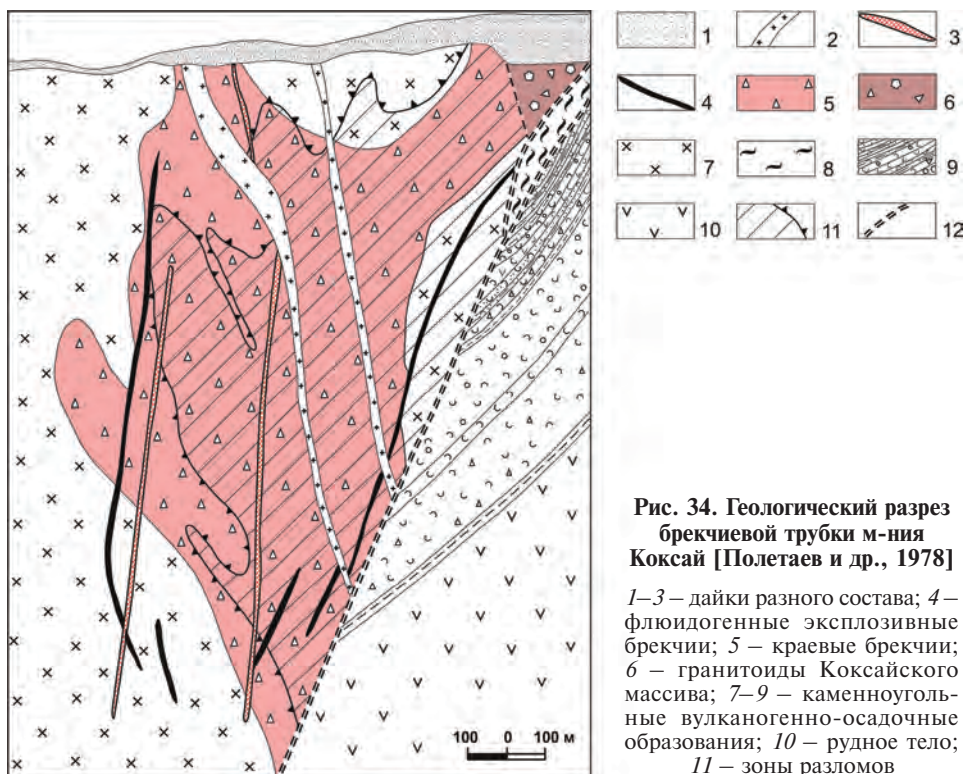 1 2 3
4 5 6
7 8 9
10 11 12
100 0 100 м
Рис. 34. Геологический разрез
брекчиевой трубки м-ния
Коксай [Полетаев и др., 1978]
1–3 – дайки разного состава; 4 –
флюидогенные эксплозивные
брекчии; 5 – краевые брекчии;
6 – гранитоиды Коксайского
массива; 7–9 – каменноуголь-
ные вулканогенно-осадочные
образования; 10 – рудное тело;
11 – зоны разломов